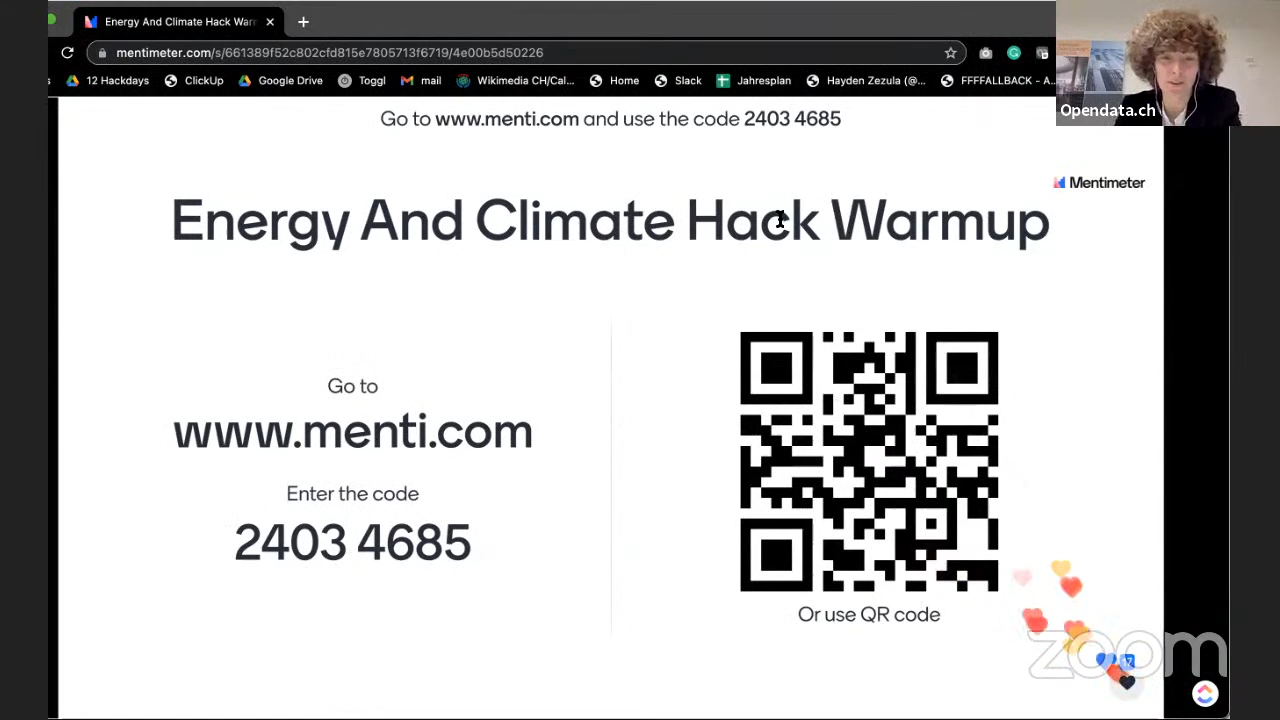 Energy And Climate Hack War
mentimeter.com/s/661389f52c802cfd815e7805713f6719/4e00b5d50226
12 Hackdays
ClickUp
Google Drive
Toggl
mail
Wikimedia CH/Cal...
Home
Slack
Jahresplan
Hayden Zezula (@...
FFFFALLBACK - A...
Opendata.ch
Go to www.menti.com and use the code 2403 4685
Mentimeter
Energy And Climate Hack Warmup
Go to
www.menti.com
Enter the code
2403 4685
Or use QR code
zoom
17